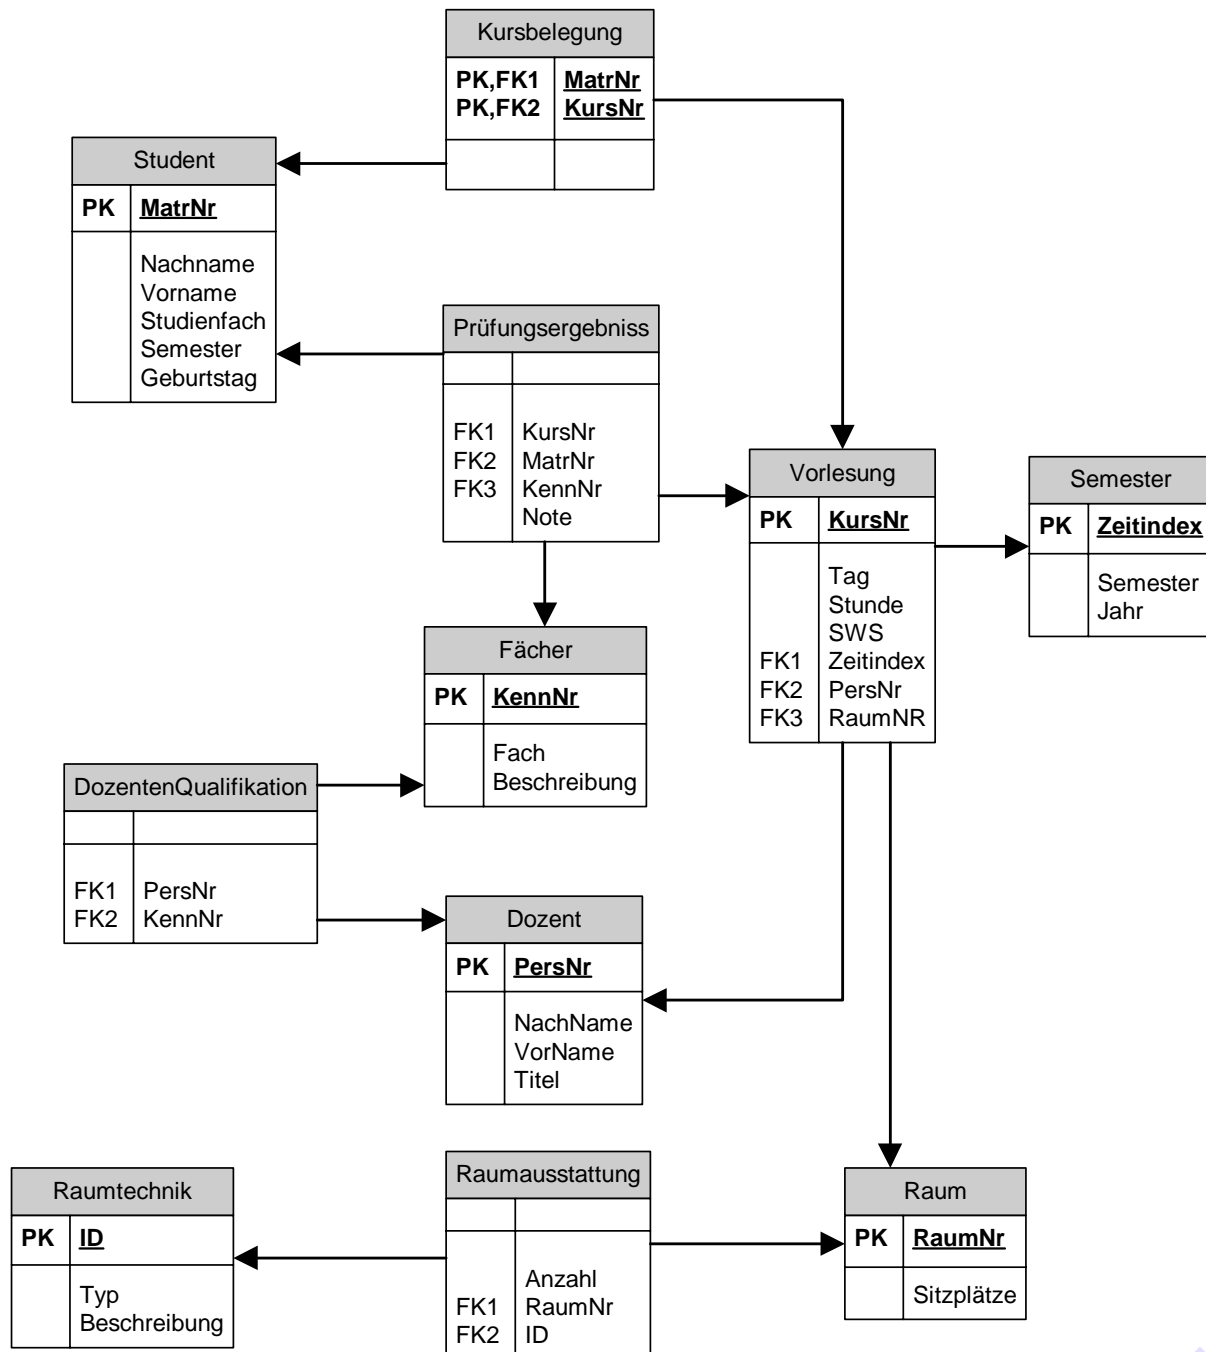 Kursbelegung
PK,FK1 MatrNr
PK,FK2 KursNr
Student
PK MatrNr
Nachname
Vorname
Studienfach
Semester
Geburtstag
Prüfungsergebniss
FK1 KursNr
FK2 MatrNr
FK3 KennNr
Note
Vorlesung
PK KursNr
Tag
Stunde
SWS
FK1 Zeitindex
FK2 PersNr
FK3 RaumNR
Semester
PK Zeitindex
Semester
Jahr
Fächer
PK KennNr
Fach
Beschreibung
DozentenQualifikation
FK1 PersNr
FK2 KennNr
Dozent
PK PersNr
NachName
VorName
Titel
Raumtechnik
PK ID
Typ
Beschreibung
Raumausstattung
Anzahl
FK1 RaumNr
FK2 ID
Raum
PK RaumNr
Sitzplätze